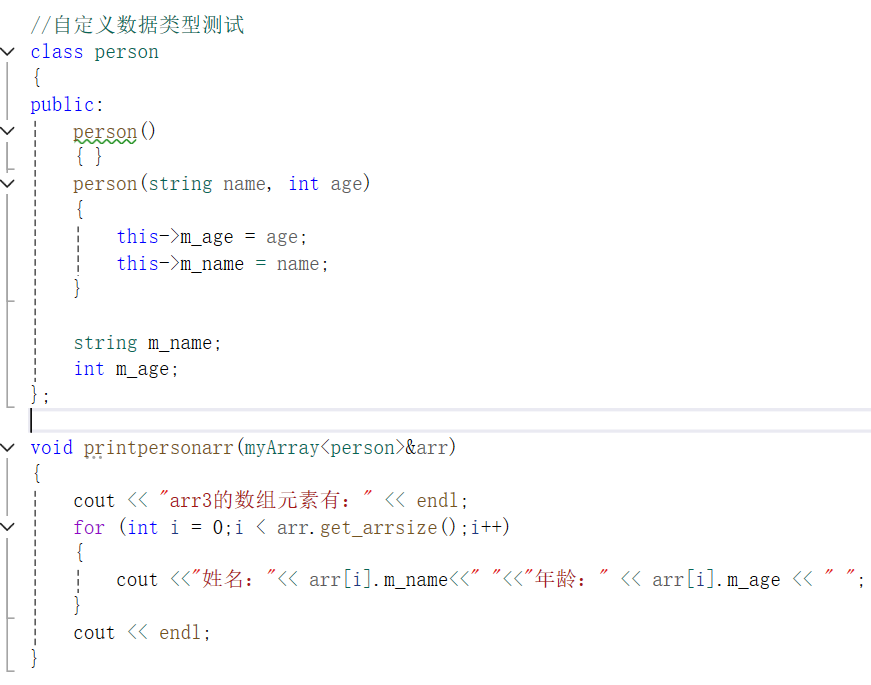 //自定义数据类型测试
class person
{
public:
    person()
    { }
    person(string name, int age)
    {
        this->m_age = age;
        this->m_name = name;
    }

    string m_name;
    int m_age;
};

void printpersonarr(myArray<person>&arr)
{
    cout << "arr3的数组元素有：" << endl;
    for (int i = 0;i < arr.get_arrsize();i++)
    {
        cout <<"姓名："<< arr[i].m_name<<" "<<"年龄：" << arr[i].m_age << " ";
    }
    cout << endl;
}